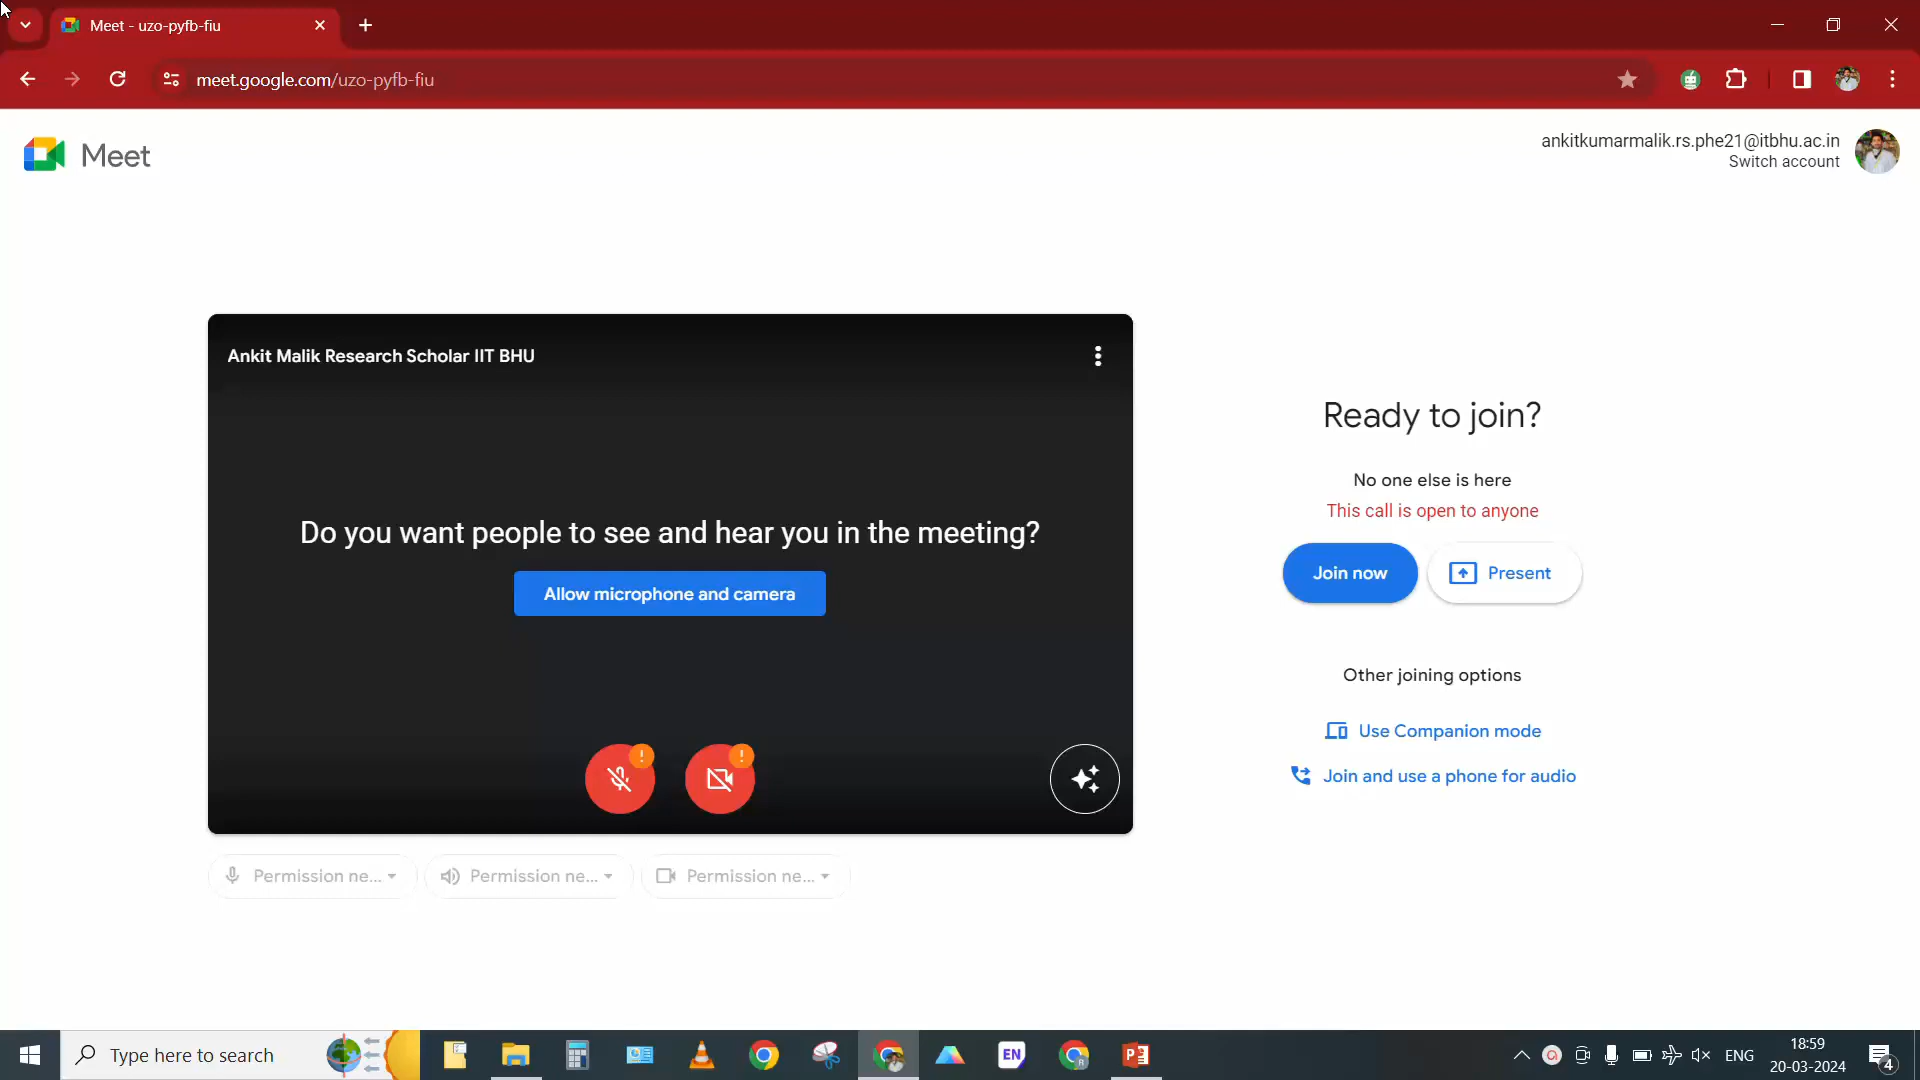 Meet - uzo-pyfb-fiu
meet.google.com/uzo-pyfb-fiu
Meet
ankitkumarmalik.rs.phe21@itbhu.ac.in
Switch account
Ankit Malik Research Scholar IIT BHU
Do you want people to see and hear you in the meeting?
Allow microphone and camera
Ready to join?
No one else is here
This call is open to anyone
Join now
Present
Other joining options
Use Companion mode
Join and use a phone for audio
Permission ne...
Permission ne...
Permission ne...
Type here to search
EN
ENG
18:59
20-03-2024
4